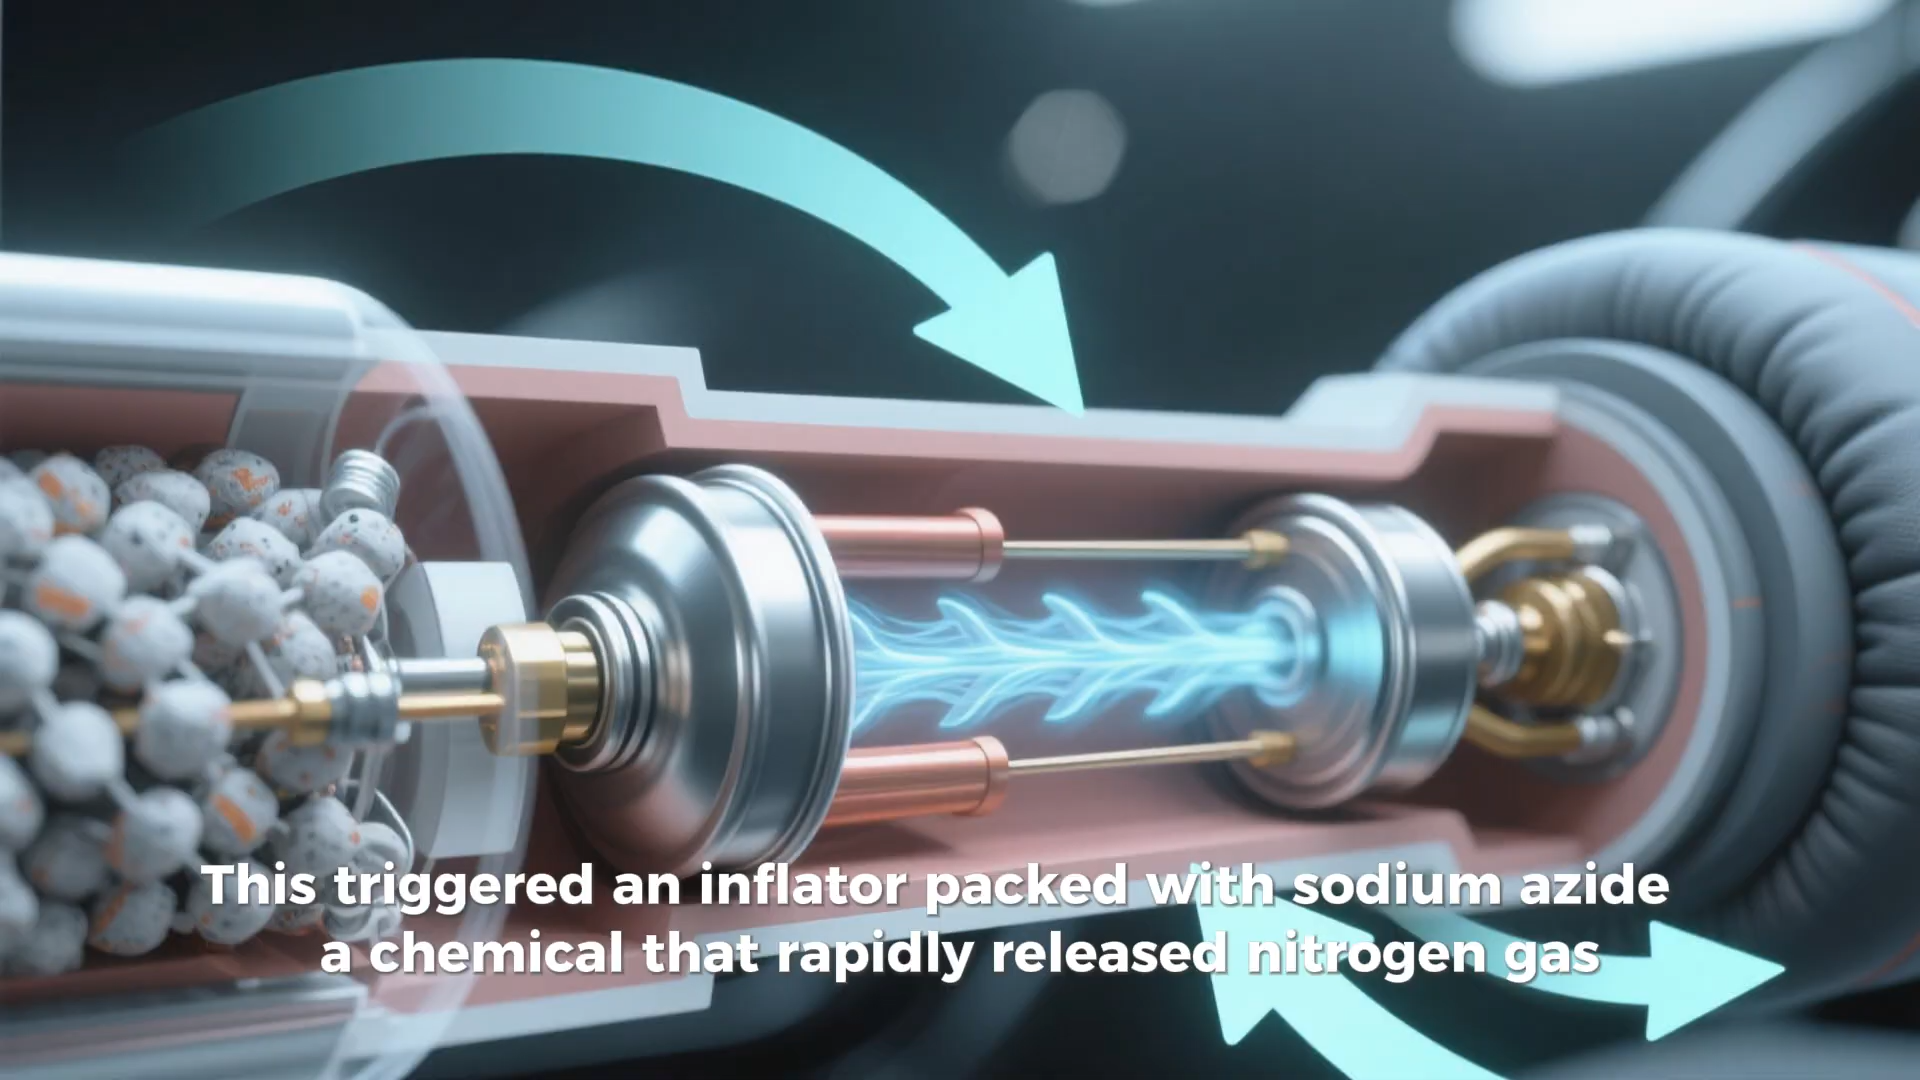 This triggered an inflator packed with sodium azide
a chemical that rapidly released nitrogen gas